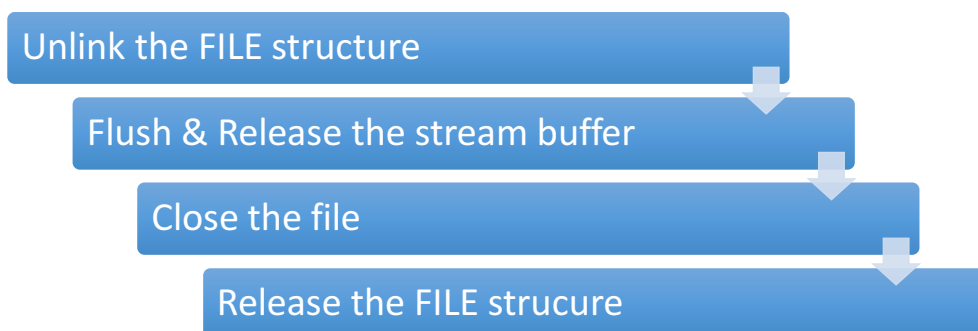 Unlink the FILE structure
Flush & Release the stream buffer
Close the file
Release the FILE strucure